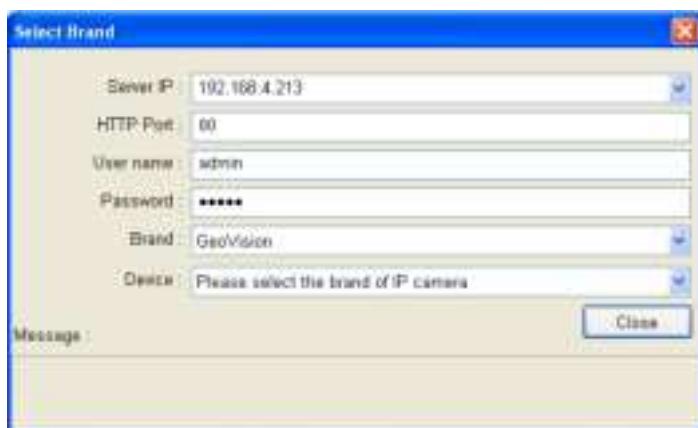 Select Brand
Server IP : 192.168.4.213
HTTP Port : 80
User name : admin
Password : •••••
Brand : GeoVision
Device : Please select the brand of IP camera
Close
Message :